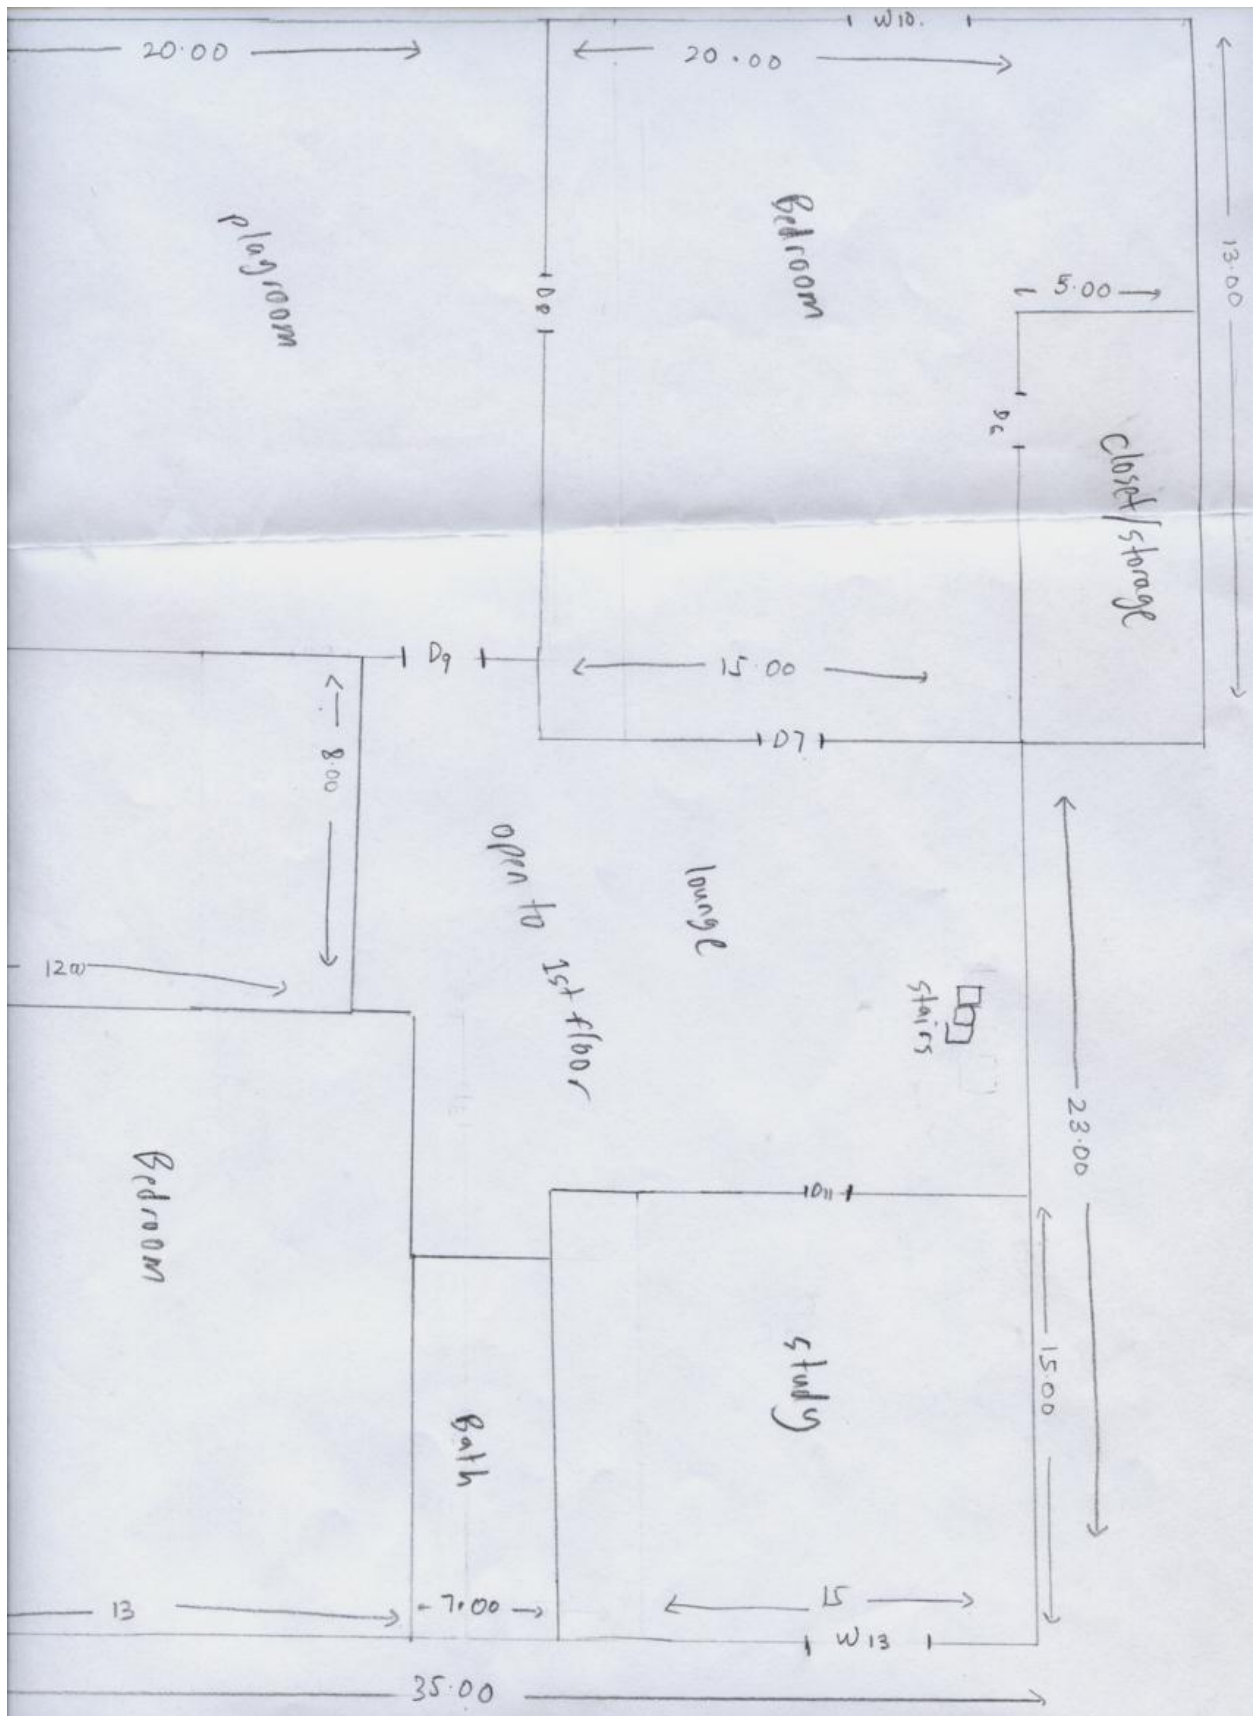 W10.
20.00
20.00
13.00
playroom
Bedroom
5.00
D8
D6
closet/storage
D9
15.00
8.00
D7
open to 1st floor
lounge
stairs
1200
23.00
Bedroom
D11
15.00
study
Bath
13
7.00
15
W13
35.00